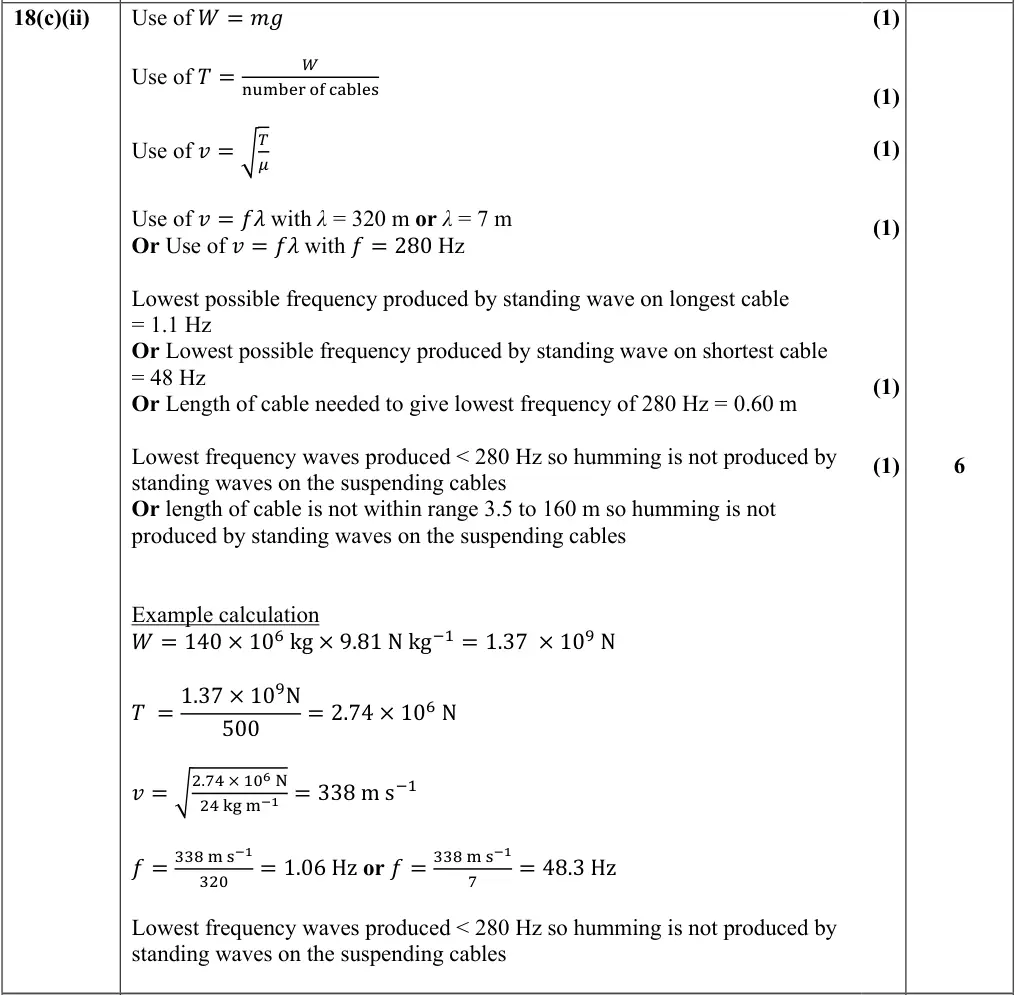 18(c)(ii) Use of 𝑊 = 𝑚𝑔 (1)
Use of 𝑇 = 𝑊 / number of cables (1)
Use of 𝑣 = √(𝑇/𝜇) (1)
Use of 𝑣 = 𝑓𝜆 with λ = 320 m or λ = 7 m
Or Use of 𝑣 = 𝑓𝜆 with 𝑓 = 280 Hz (1)
Lowest possible frequency produced by standing wave on longest cable
= 1.1 Hz
Or Lowest possible frequency produced by standing wave on shortest cable
= 48 Hz
Or Length of cable needed to give lowest frequency of 280 Hz = 0.60 m (1)
Lowest frequency waves produced < 280 Hz so humming is not produced by (1) 6
standing waves on the suspending cables
Or length of cable is not within range 3.5 to 160 m so humming is not
produced by standing waves on the suspending cables
Example calculation
𝑊 = 140 × 10⁶ kg × 9.81 N kg⁻¹ = 1.37 × 10⁹ N
𝑇 = 1.37 × 10⁹N / 500 = 2.74 × 10⁶ N
𝑣 = √(2.74 × 10⁶ N / 24 kg m⁻¹) = 338 m s⁻¹
𝑓 = 338 m s⁻¹ / 320 = 1.06 Hz or 𝑓 = 338 m s⁻¹ / 7 = 48.3 Hz
Lowest frequency waves produced < 280 Hz so humming is not produced by
standing waves on the suspending cables